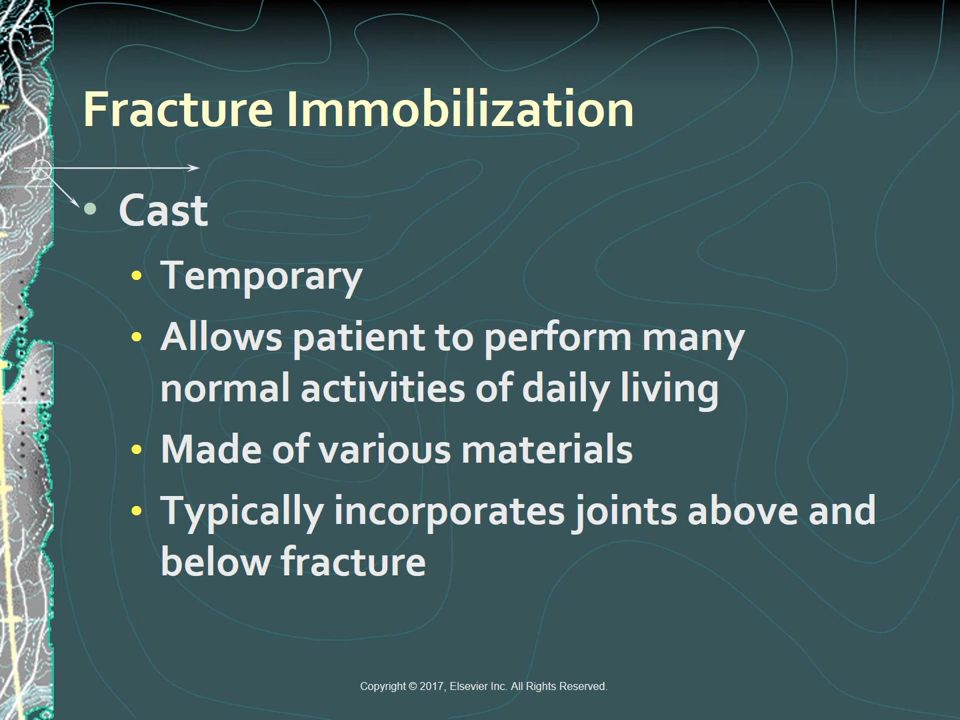 Fracture Immobilization
• Cast
• Temporary
• Allows patient to perform many
normal activities of daily living
• Made of various materials
• Typically incorporates joints above and
below fracture
Copyright © 2017, Elsevier Inc. All Rights Reserved.